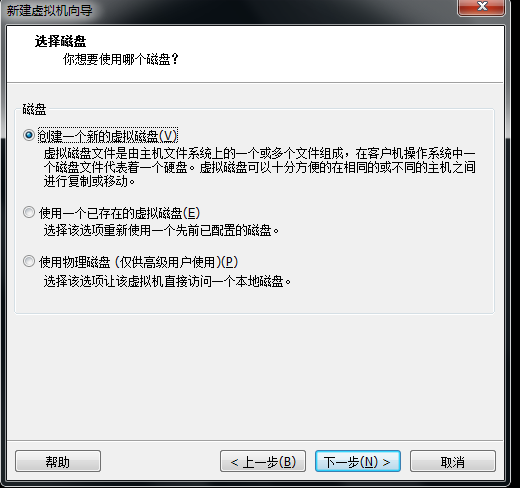 新建虚拟机向导
选择磁盘
你想要使用哪个磁盘？
磁盘
创建一个新的虚拟磁盘(V)
虚拟磁盘文件是由主机文件系统上的一个或多个文件组成，在客户机操作系统中一
个磁盘文件代表着一个硬盘。虚拟磁盘可以十分方便的在相同的或不同的主机之间
进行复制或移动。
使用一个已存在的虚拟磁盘(E)
选择该选项重新使用一个先前已配置的磁盘。
使用物理磁盘 (仅供高级用户使用)(P)
选择该选项让该虚拟机直接访问一个本地磁盘。
帮助
< 上一步(B)
下一步(N) >
取消